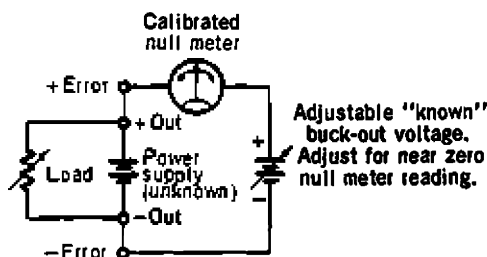 Calibrated
null meter
+ Error
+ Out
Load
Power
supply
(unknown)
- Out
- Error
+
Adjustable "known"
buck-out voltage.
Adjust for near zero
null meter reading.
-